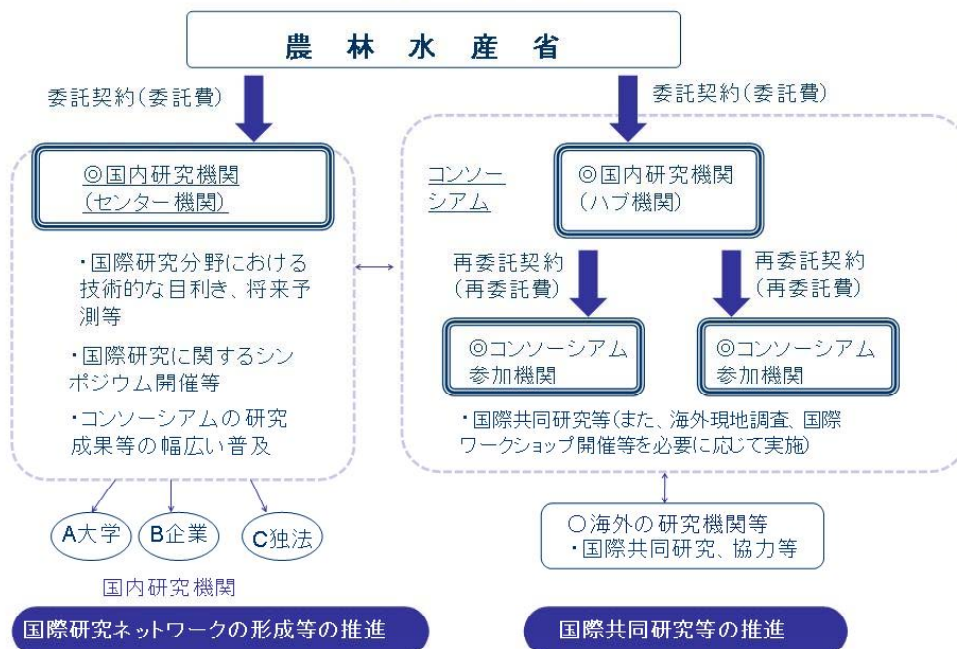 農林水産省
委託契約(委託費)
委託契約(委託費)
◎国内研究機関
(センター機関)
・国際研究分野における
技術的な目利き、将来予
測等
・国際研究に関するシン
ポジウム開催等
・コンソーシアムの研究
成果等の幅広い普及
A大学
B企業
C独法
国内研究機関
国際研究ネットワークの形成等の推進
コンソー
シアム
◎国内研究機関
(ハブ機関)
再委託契約
(再委託費)
再委託契約
(再委託費)
◎コンソーシアム
参加機関
◎コンソーシアム
参加機関
・国際共同研究等(また、海外現地調査、国際
ワークショップ開催等を必要に応じて実施)
〇海外の研究機関等
・国際共同研究、協力等
国際共同研究等の推進